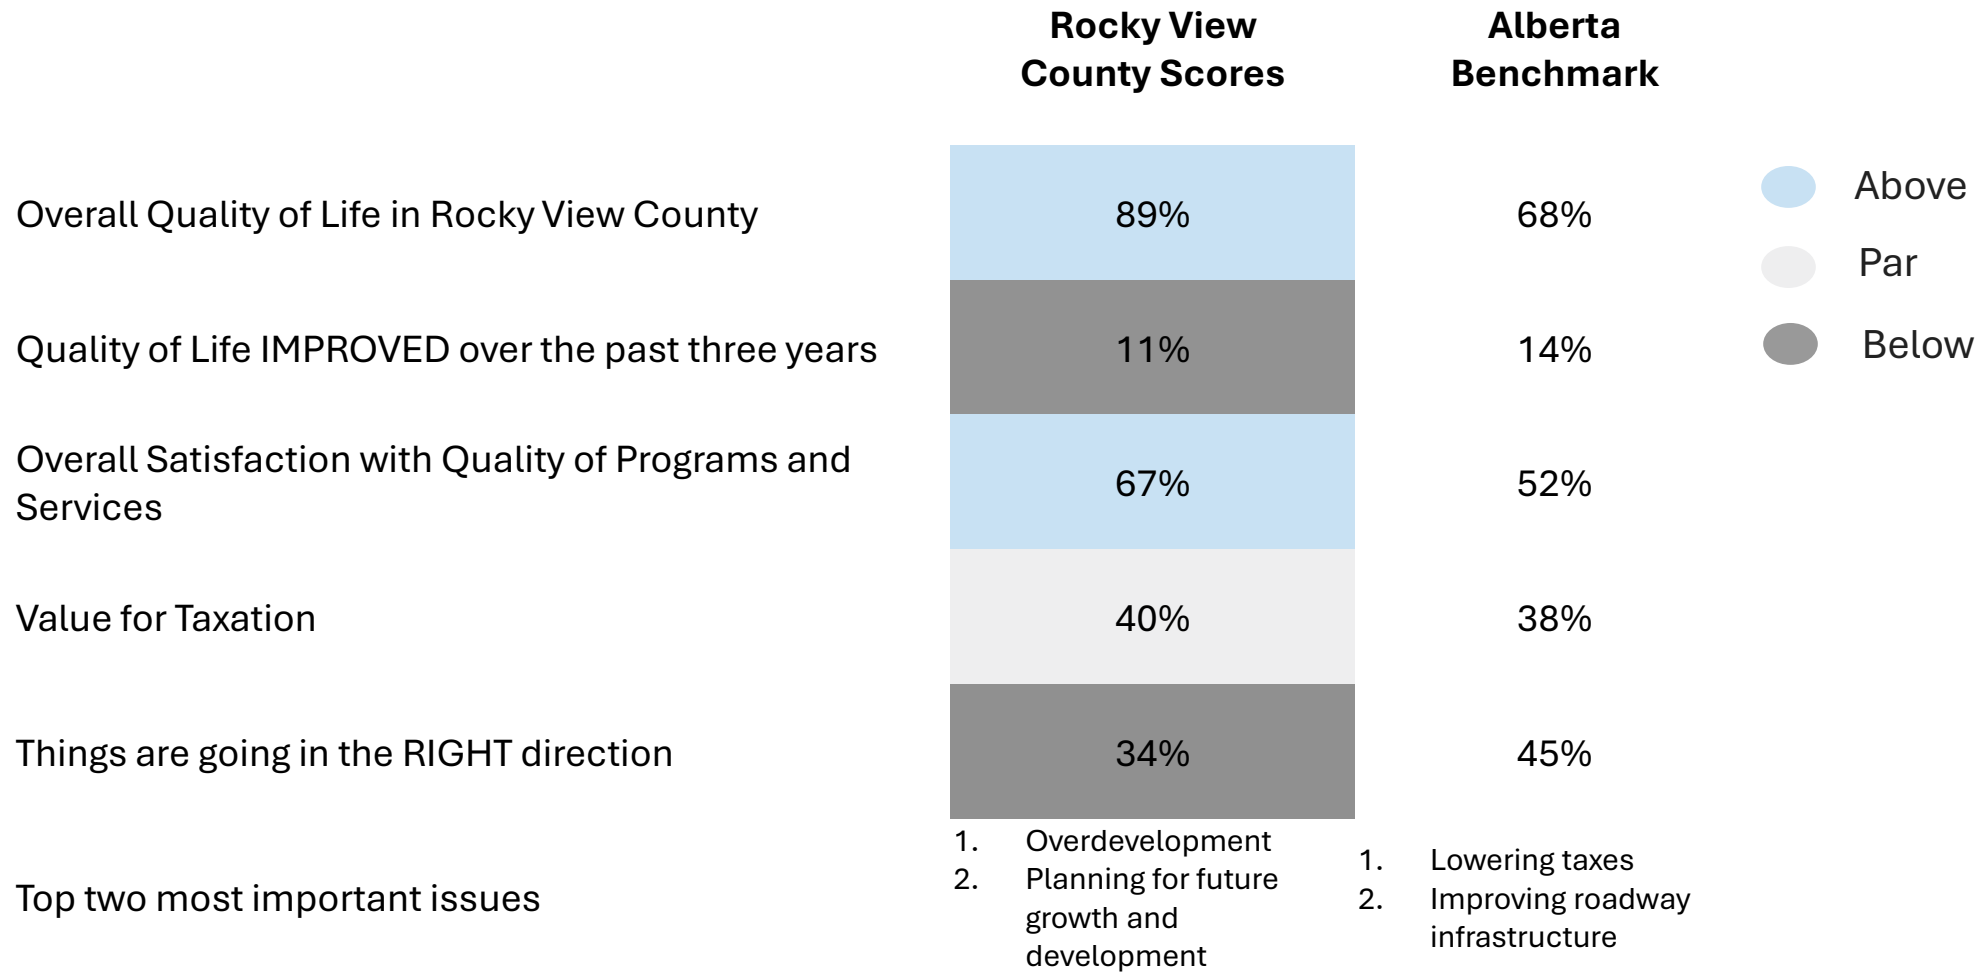 Rocky View
County Scores
Alberta
Benchmark
Overall Quality of Life in Rocky View County
89%
68%
Above
Par
Below
Quality of Life IMPROVED over the past three years
11%
14%
Overall Satisfaction with Quality of Programs and
Services
67%
52%
Value for Taxation
40%
38%
Things are going in the RIGHT direction
34%
45%
Top two most important issues
1. Overdevelopment
2. Planning for future
growth and
development
1. Lowering taxes
2. Improving roadway
infrastructure